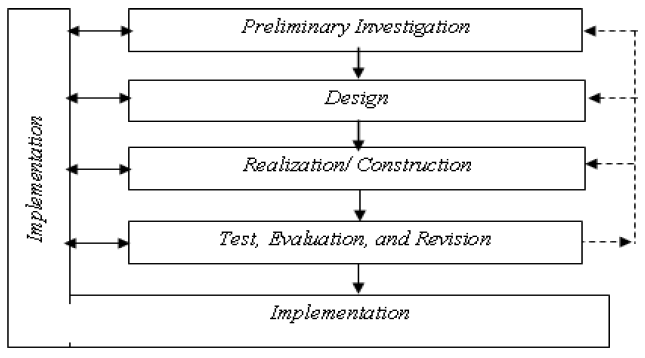 Preliminary Investigation
Design
Realization/ Construction
Test, Evaluation, and Revision
Implementation
Implementation